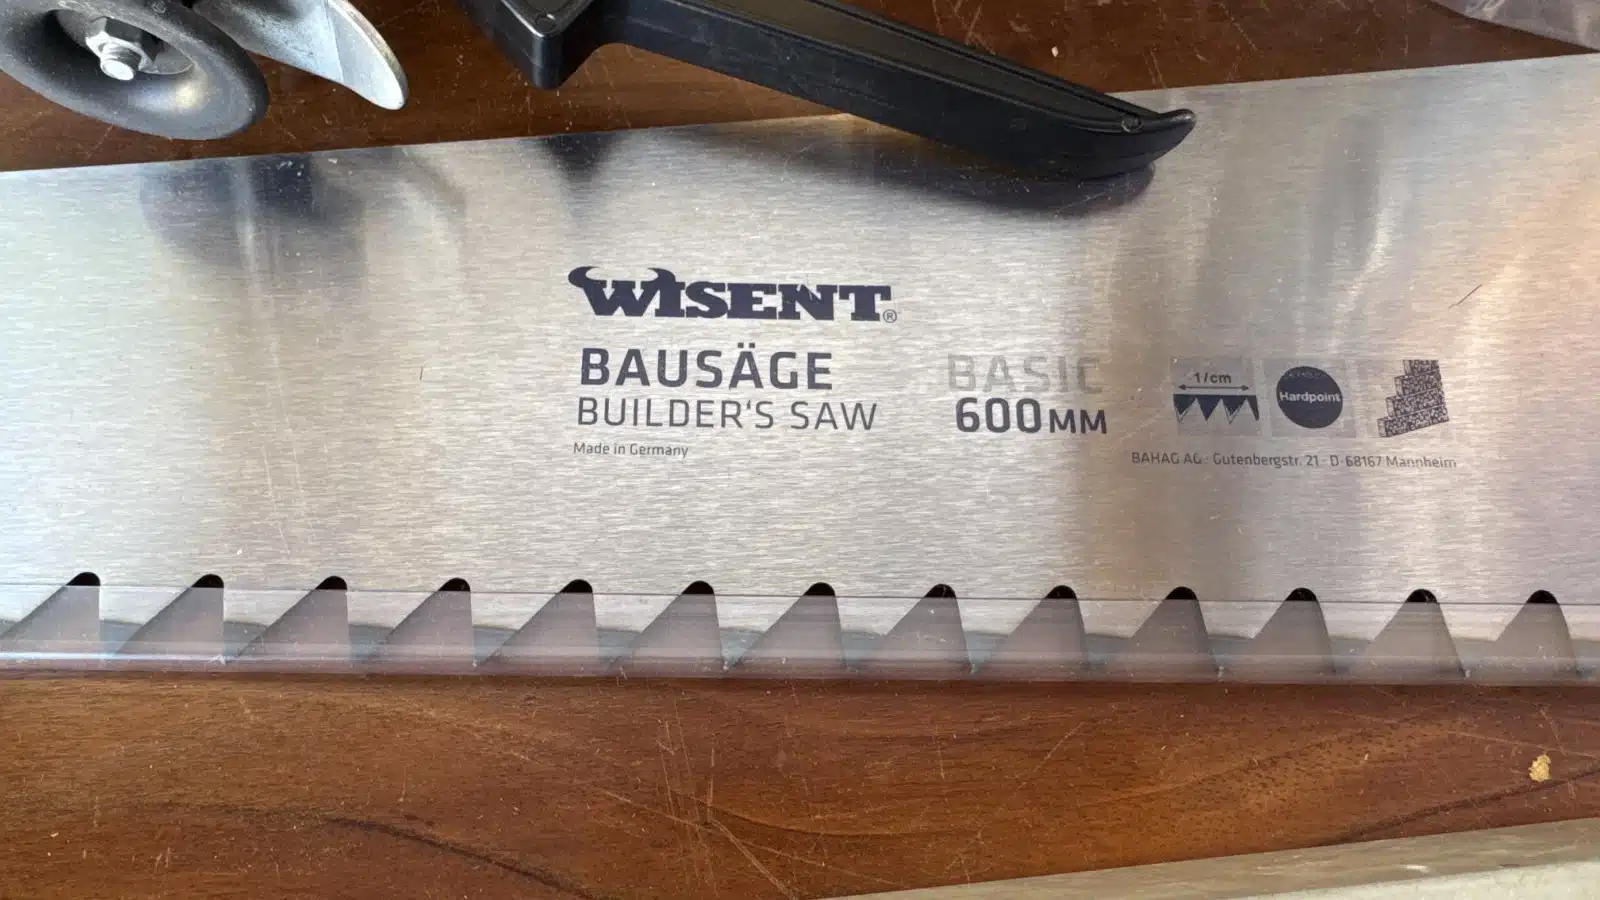 WISENT®
BAUSÄGE
BUILDER'S SAW
Made in Germany
BASIC
600MM
1/cm
Hardpoint
BAHAG AG · Gutenbergstr. 21 · D-68167 Mannheim